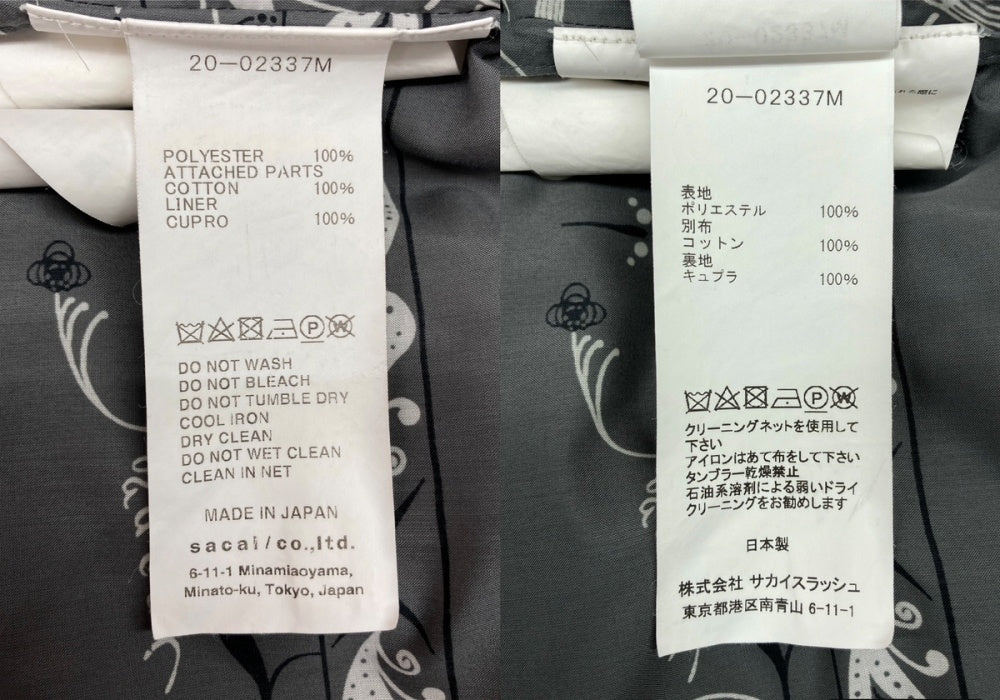 20-02337M
POLYESTER 100%
ATTACHED PARTS
COTTON 100%
LINER
CUPRO 100%
DO NOT WASH
DO NOT BLEACH
DO NOT TUMBLE DRY
COOL IRON
DRY CLEAN
DO NOT WET CLEAN
CLEAN IN NET
MADE IN JAPAN
sacai/co.,ltd.
6-11-1 Minamiaoyama,
Minato-ku, Tokyo, Japan
20-02337M
表地
ポリエステル 100%
別布
コットン 100%
裏地
キュプラ 100%
クリーニングネットを使用して
下さい
アイロンはあて布をして下さい
タンブラー乾燥禁止
石油系溶剤による弱いドライ
クリーニングをお勧めします
日本製
株式会社 サカイスラッシュ
東京都港区南青山 6-11-1